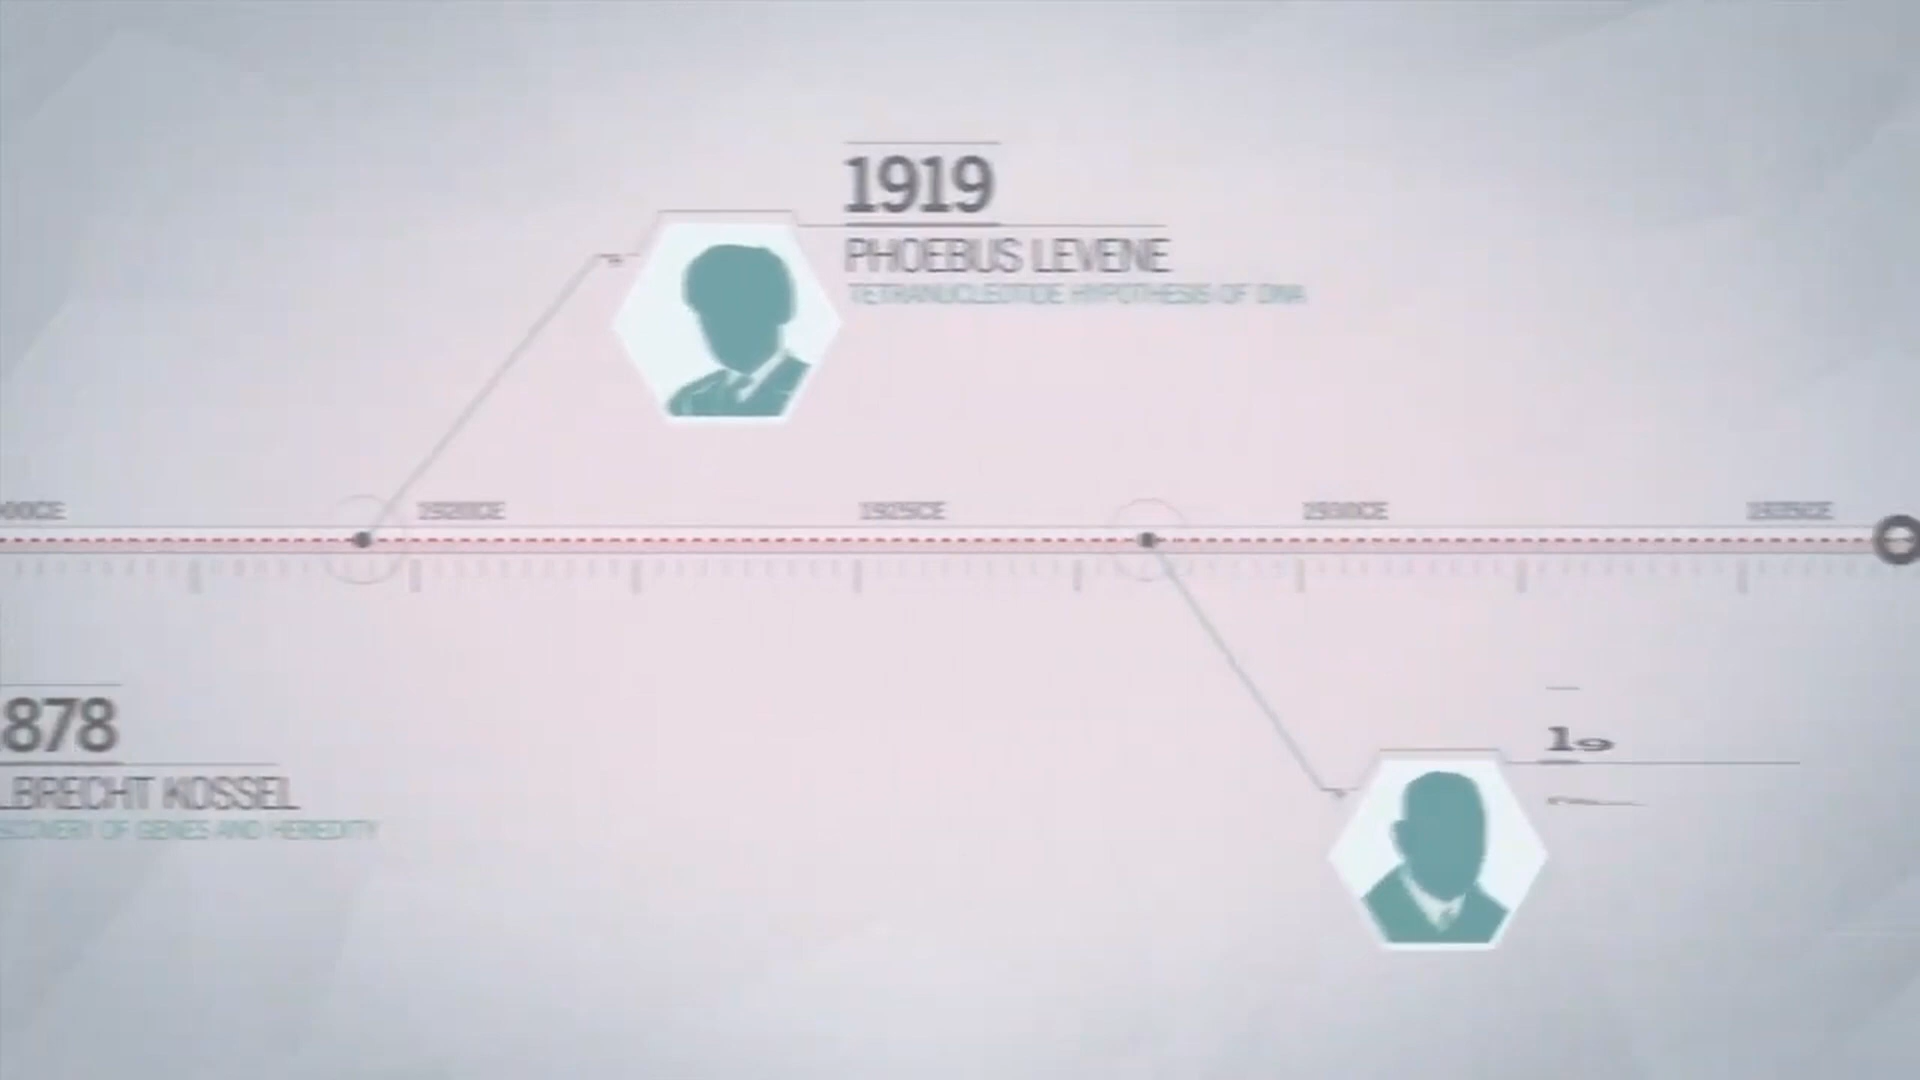 1919
PHOEBUS LEVENE
TETRANUCLEOTIDE HYPOTHESIS OF DNA
1920CE
1925CE
1930CE
878
LBRECHT KOSSEL
SCOVERY OF GENES AND HEREDITY
19